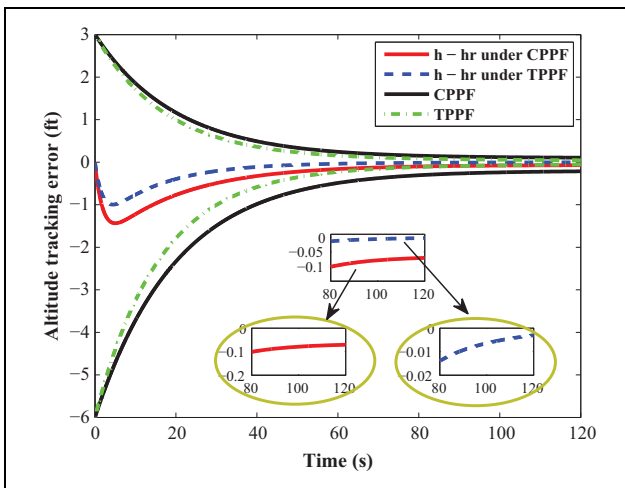 Altitude tracking error (ft)
3
2
1
0
−1
−2
−3
−4
−5
−6
h − hr under CPPF
h − hr under TPPF
CPPF
TPPF
0
−0.05
−0.1
80 100 120
0
−0.1
−0.2
80 100 120
0
−0.01
−0.02
80 100 120
0 20 40 60 80 100 120
Time (s)